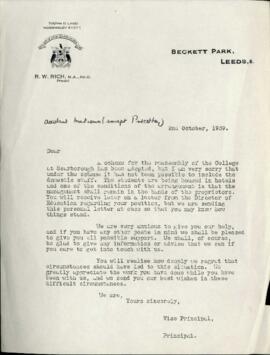 BECKETT PARK,
LEEDS,6.
R. W. RICH, M.A., PH.D.
2nd October, 1939.
Dear
A scheme for the reassembly of the College
at Scarborough has been adopted, but I am very sorry that
under the scheme it has not been possible to include the
domestic staff. The students are being housed in hotels
and one of the conditions of the arrangement is that the
management shall remain in the hands of the proprietors.
You will receive later on a letter from the Director of
Education regarding your position, but we are sending
this personal letter at once so that you may know how
things stand.
We are very anxious to give you our help,
and if you have any other posts in mind we shall be pleased
to give you all possible support. We shall, of course,
be glad to give any information or advice that we can if
you care to get into touch with us.
You will realise how deeply we regret that
circumstances should have led to this situation. We
greatly appreciate the work you have done while you have
been with us, and we send you our best wishes in these
difficult circumstances.
We are,
Yours sincerely,
Vice Principal.
Principal.